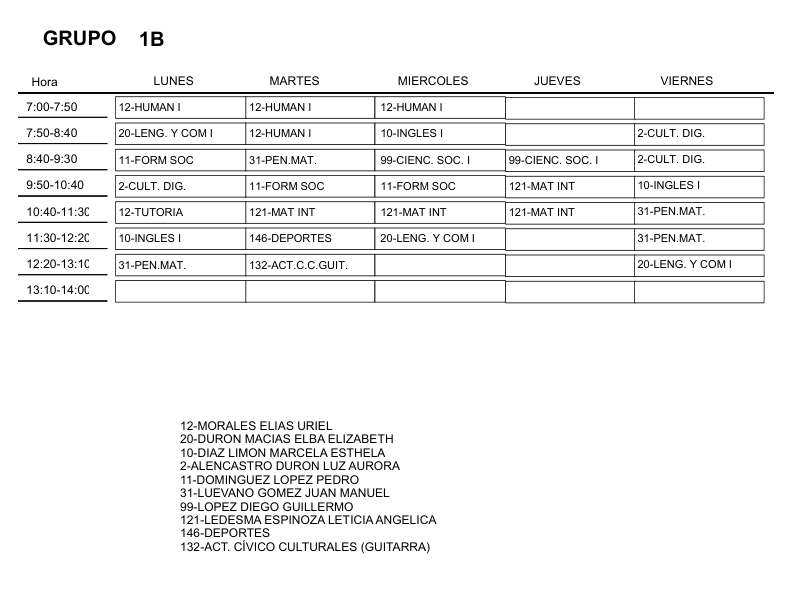 GRUPO 1B
Hora LUNES MARTES MIERCOLES JUEVES VIERNES
7:00-7:50 12-HUMAN I 12-HUMAN I 12-HUMAN I
7:50-8:40 20-LENG. Y COM I 12-HUMAN I 10-INGLES I 2-CULT. DIG.
8:40-9:30 11-FORM SOC 31-PEN.MAT. 99-CIENC. SOC. I 99-CIENC. SOC. I 2-CULT. DIG.
9:50-10:40 2-CULT. DIG. 11-FORM SOC 11-FORM SOC 121-MAT INT 10-INGLES I
10:40-11:30 12-TUTORIA 121-MAT INT 121-MAT INT 121-MAT INT 31-PEN.MAT.
11:30-12:20 10-INGLES I 146-DEPORTES 20-LENG. Y COM I 31-PEN.MAT.
12:20-13:10 31-PEN.MAT. 132-ACT.C.C.GUIT. 20-LENG. Y COM I
13:10-14:00
12-MORALES ELIAS URIEL
20-DURON MACIAS ELBA ELIZABETH
10-DIAZ LIMON MARCELA ESTHELA
2-ALENCASTRO DURON LUZ AURORA
11-DOMINGUEZ LOPEZ PEDRO
31-LUEVANO GOMEZ JUAN MANUEL
99-LOPEZ DIEGO GUILLERMO
121-LEDESMA ESPINOZA LETICIA ANGELICA
146-DEPORTES
132-ACT. CÍVICO CULTURALES (GUITARRA)